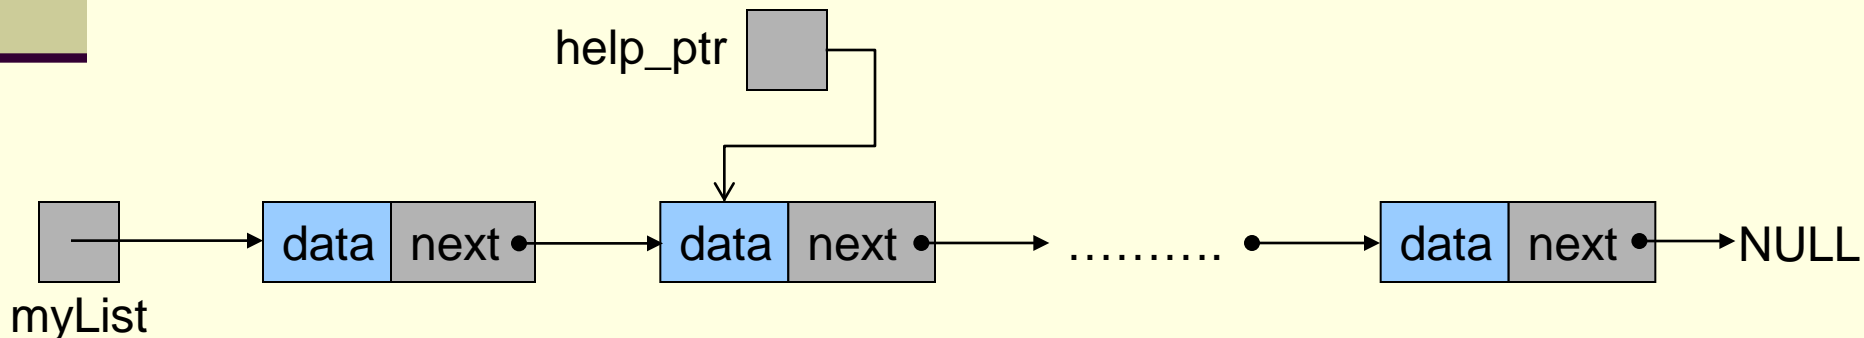 help_ptr
data next data next .......... data next NULL
myList